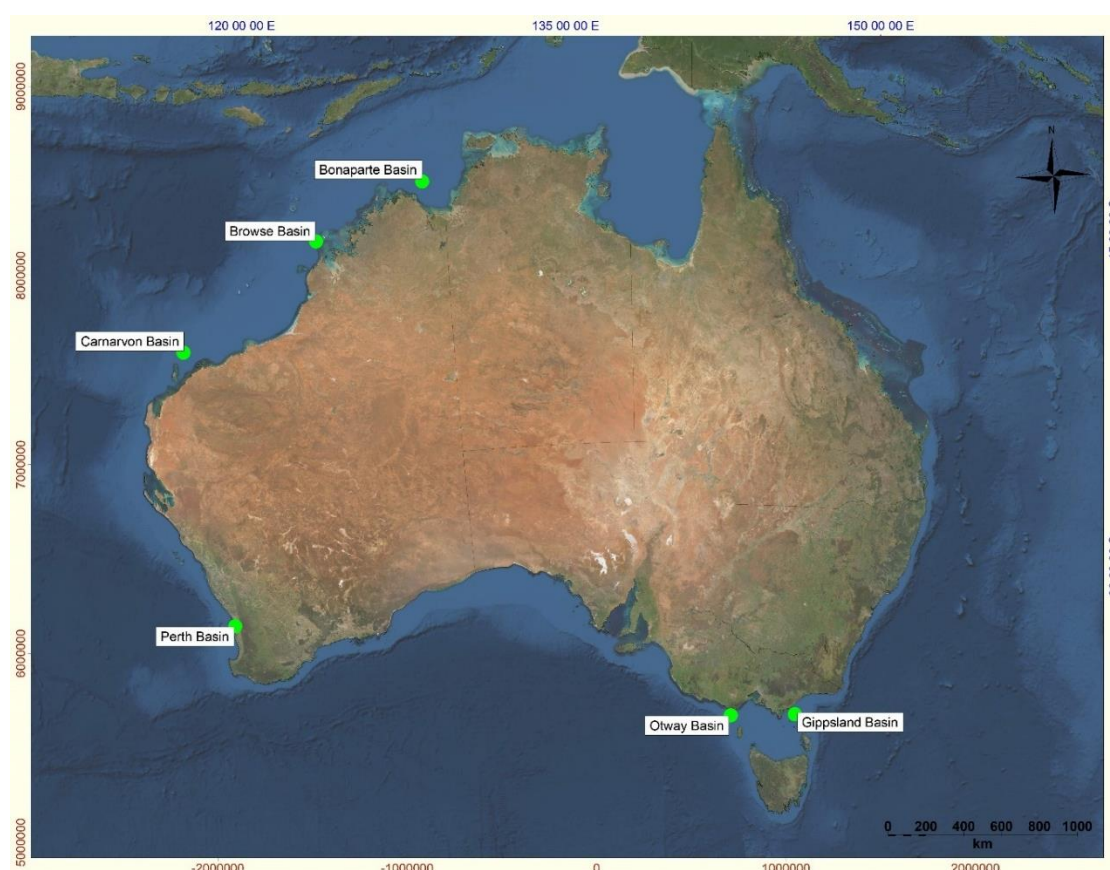 120 00 00 E
135 00 00 E
150 00 00 E
9000000
N
Bonaparte Basin
Browse Basin
8000000
Carnarvon Basin
7000000
Perth Basin
6000000
Otway Basin
Gippsland Basin
0 200 400 600 800 1000
km
5000000
-2000000
-1000000
0
1000000
2000000